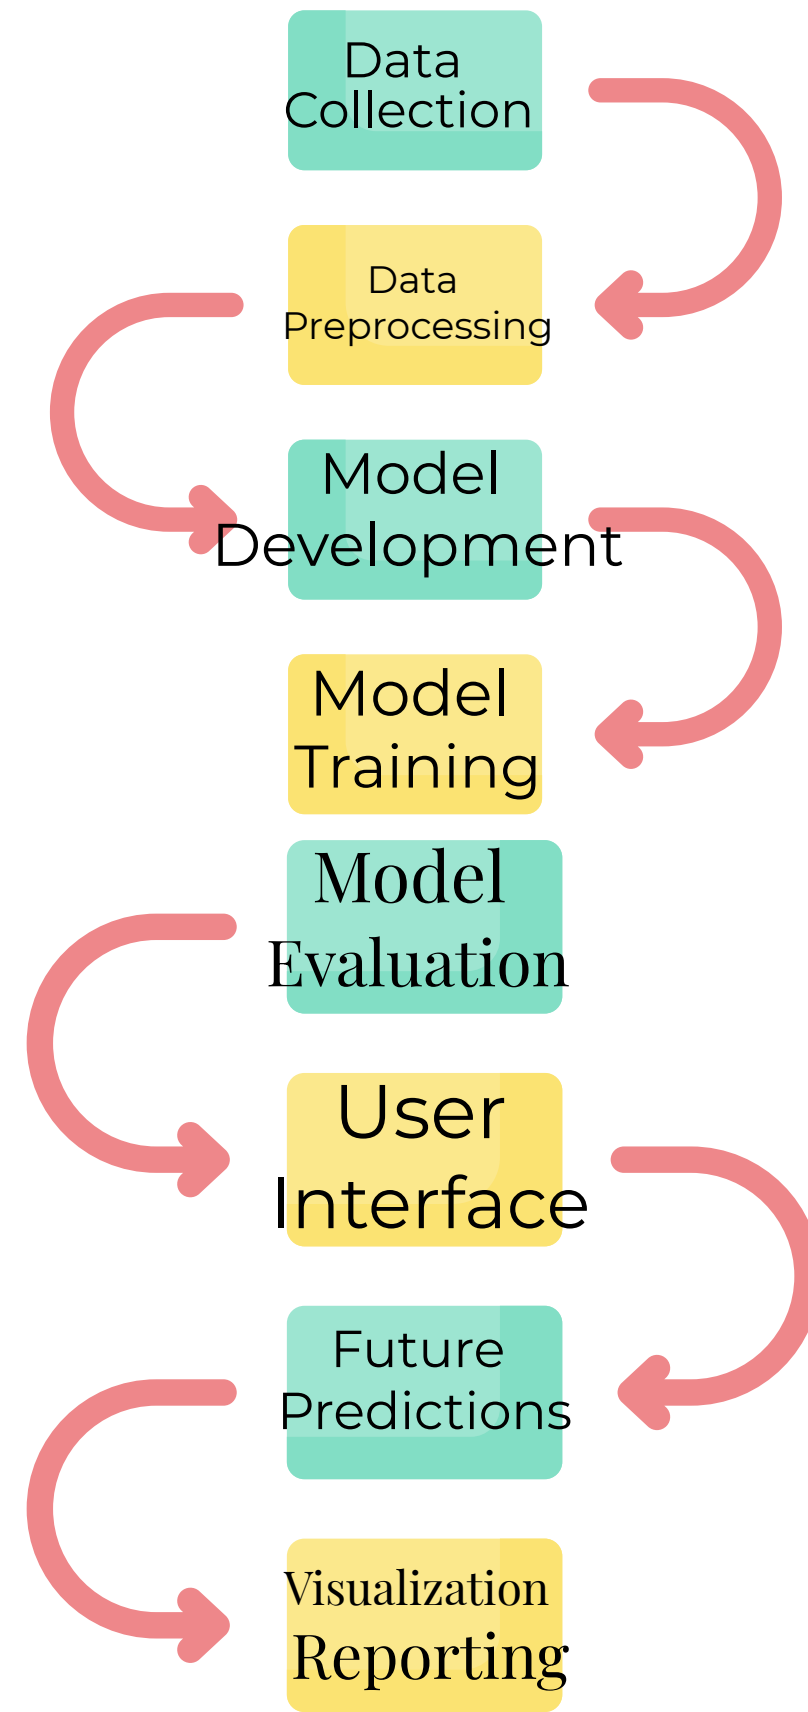 Data
Collection
Data
Preprocessing
Model
Development
Model
Training
Model
Evaluation
User
Interface
Future
Predictions
Visualization
Reporting